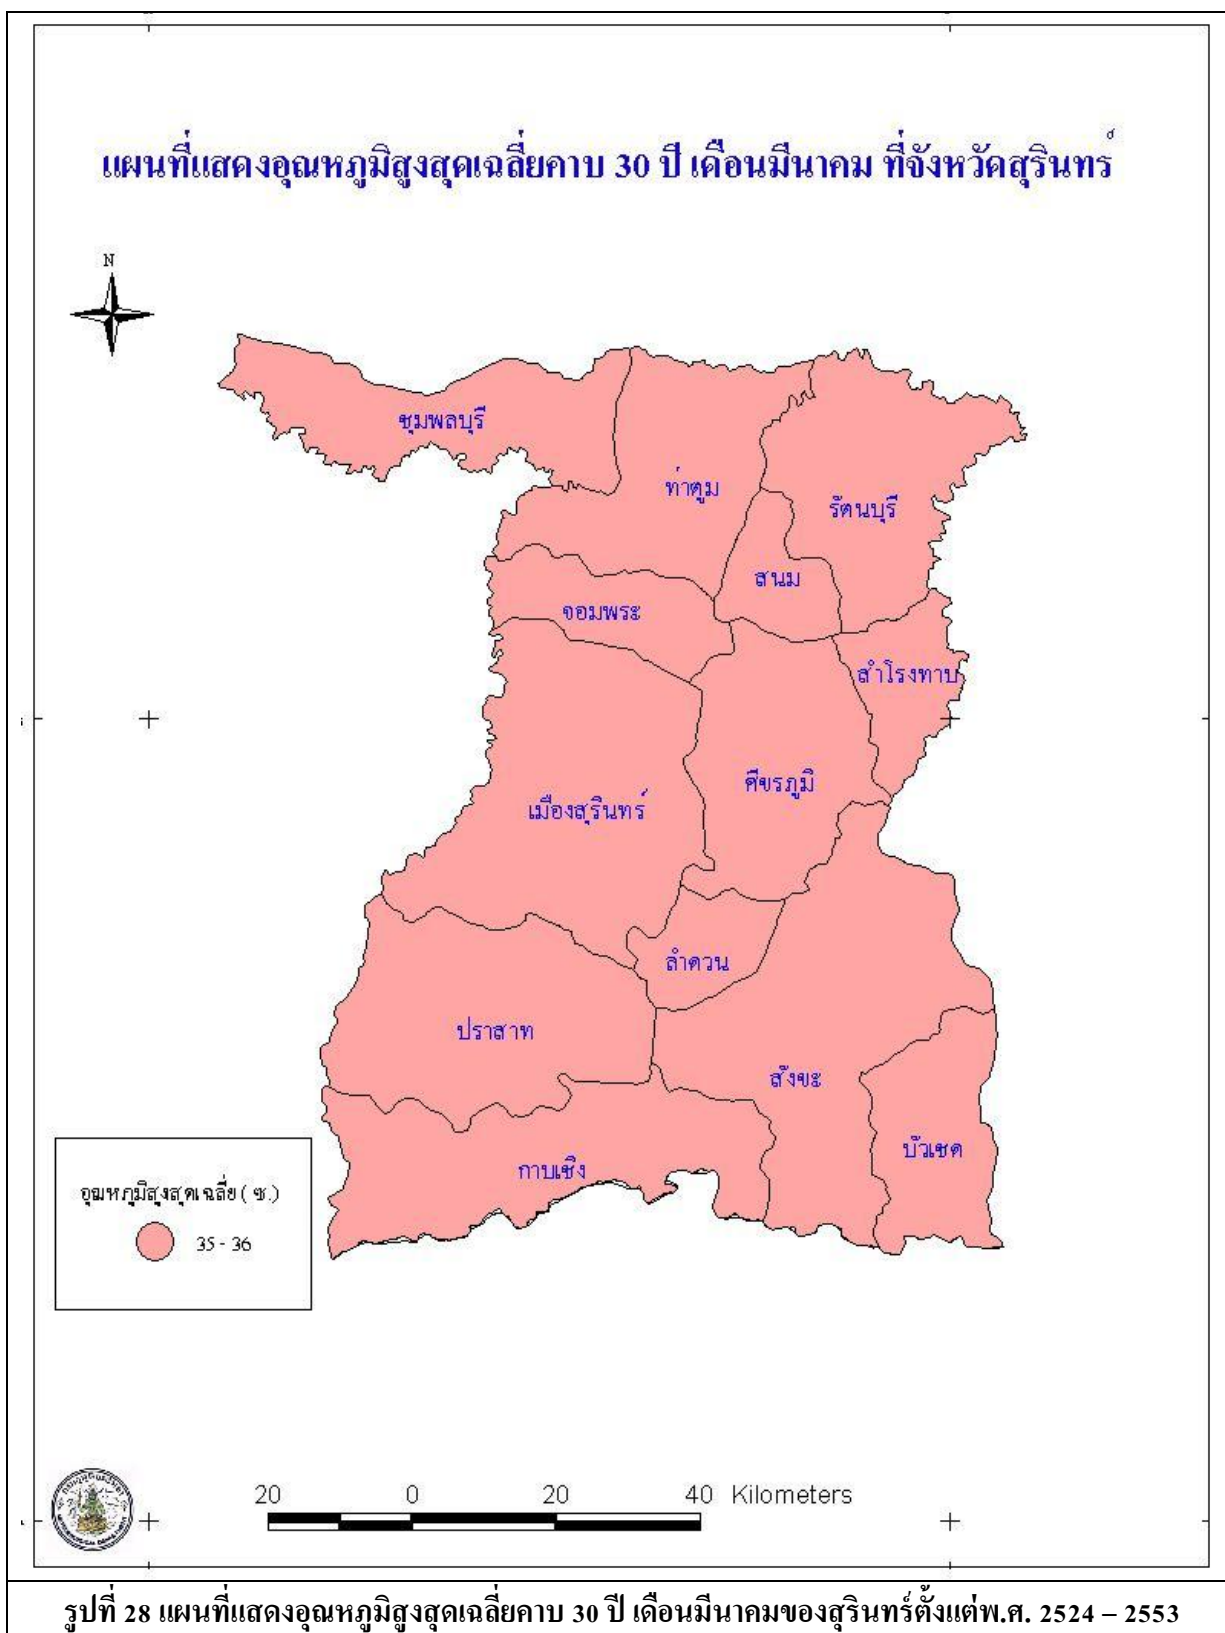 แผนที่แสดงอุณหภูมิสูงสุดเฉลี่ยคาบ 30 ปี เดือนมีนาคม ที่จังหวัดสุรินทร์
N
ชุมพลบุรี
ท่าตูม
รัตนบุรี
สนม
จอมพระ
สำโรงทาบ
ศีขรภูมิ
เมืองสุรินทร์
ลำดวน
ปราสาท
สังขะ
บัวเชด
กาบเชิง
อุณหภูมิสูงสุดเฉลี่ย ( ซ.)
35 - 36
20 0 20 40 Kilometers
รูปที่ 28 แผนที่แสดงอุณหภูมิสูงสุดเฉลี่ยคาบ 30 ปี เดือนมีนาคมของสุรินทร์ตั้งแต่พ.ศ. 2524 – 2553